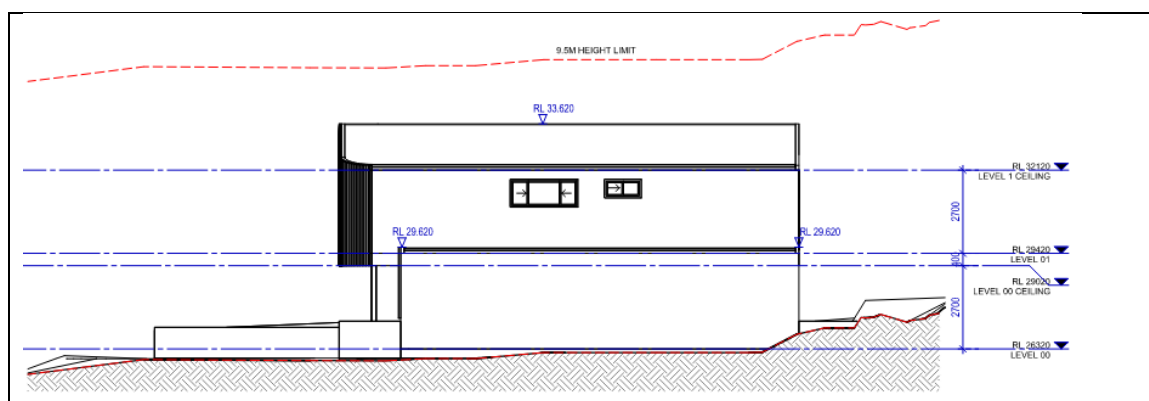 9.5M HEIGHT LIMIT
RL 33.620
RL 32120
LEVEL 1 CEILING
2700
RL 29.620
RL 29.620
RL 29420
LEVEL 01
400
RL 29020
LEVEL 00 CEILING
2700
RL 26320
LEVEL 00